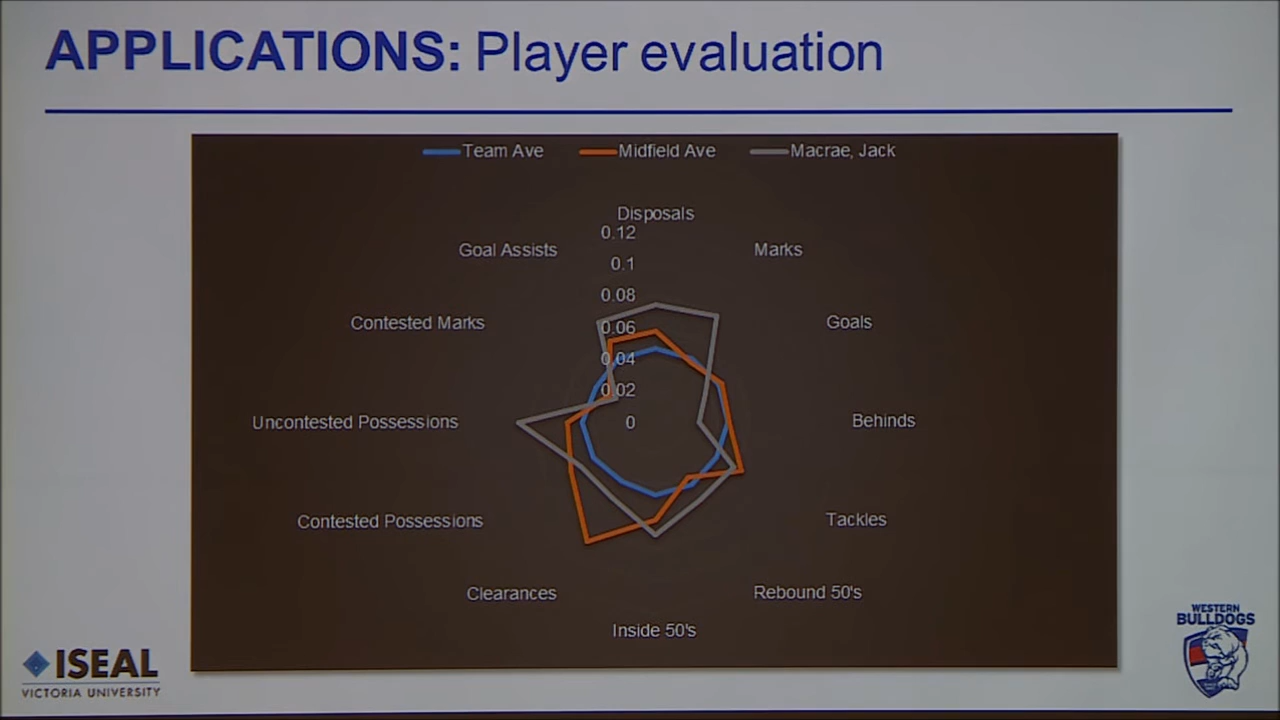 APPLICATIONS: Player evaluation
Team Ave
Midfield Ave
Macrae, Jack
Disposals
0.12
Goal Assists
Marks
0.1
0.08
Contested Marks
0.06
Goals
0.04
0.02
Uncontested Possessions
0
Behinds
Contested Possessions
Tackles
Clearances
Rebound 50's
Inside 50's
ISEAL
VICTORIA UNIVERSITY
WESTERN
BULLDOGS